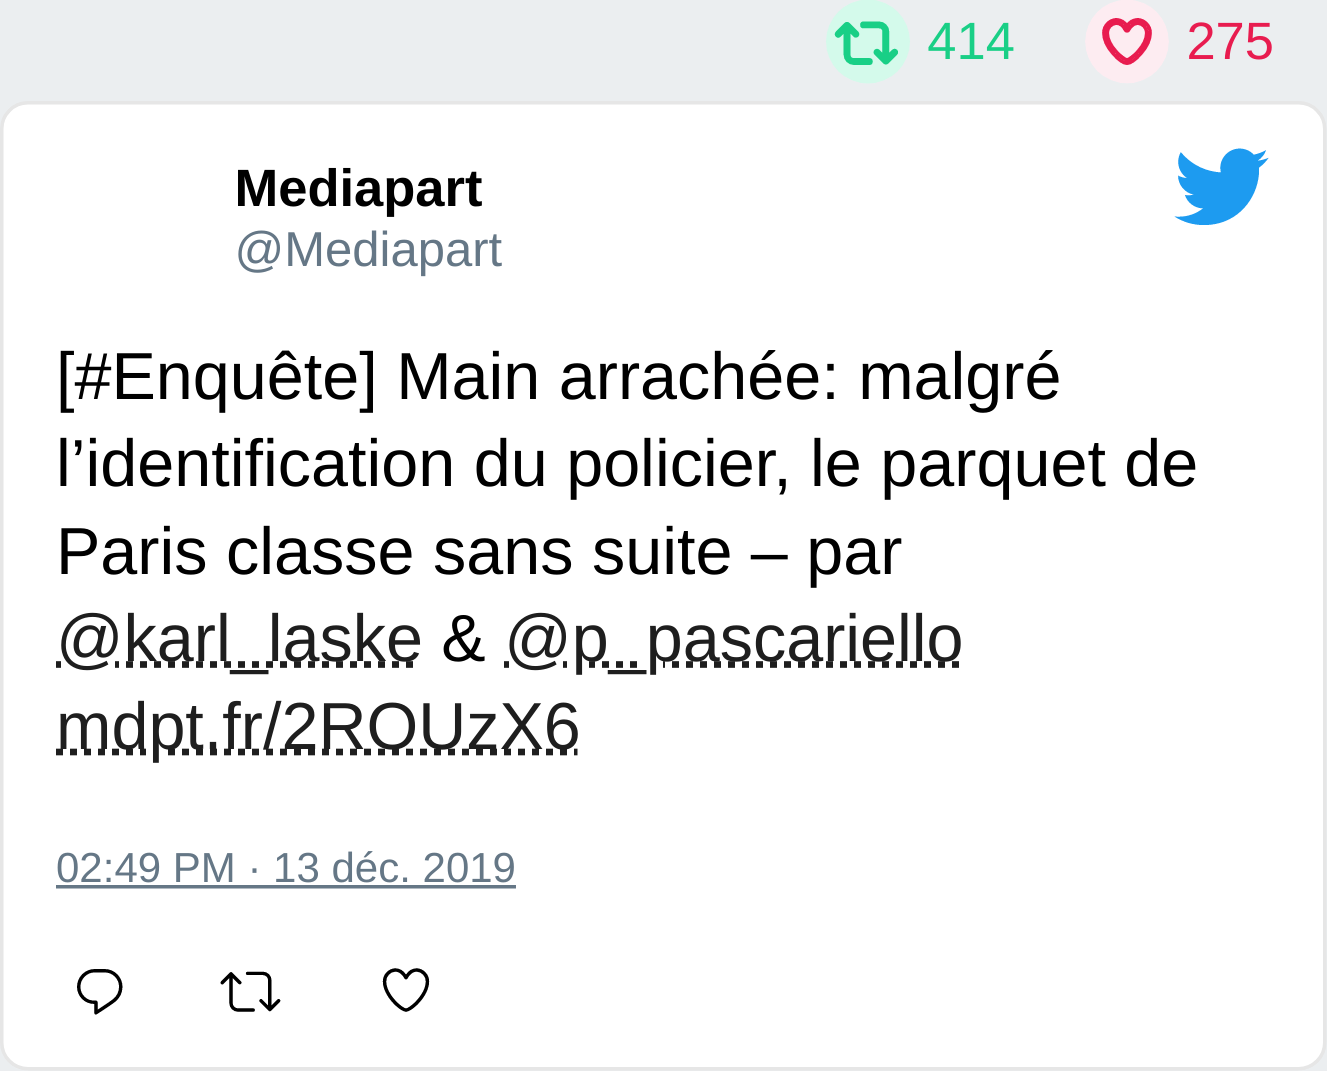 414 275
Mediapart
@Mediapart
[#Enquête] Main arrachée: malgré
l’identification du policier, le parquet de
Paris classe sans suite – par
@karl_laske & @p_pascariello
mdpt.fr/2ROUzX6
02:49 PM · 13 déc. 2019